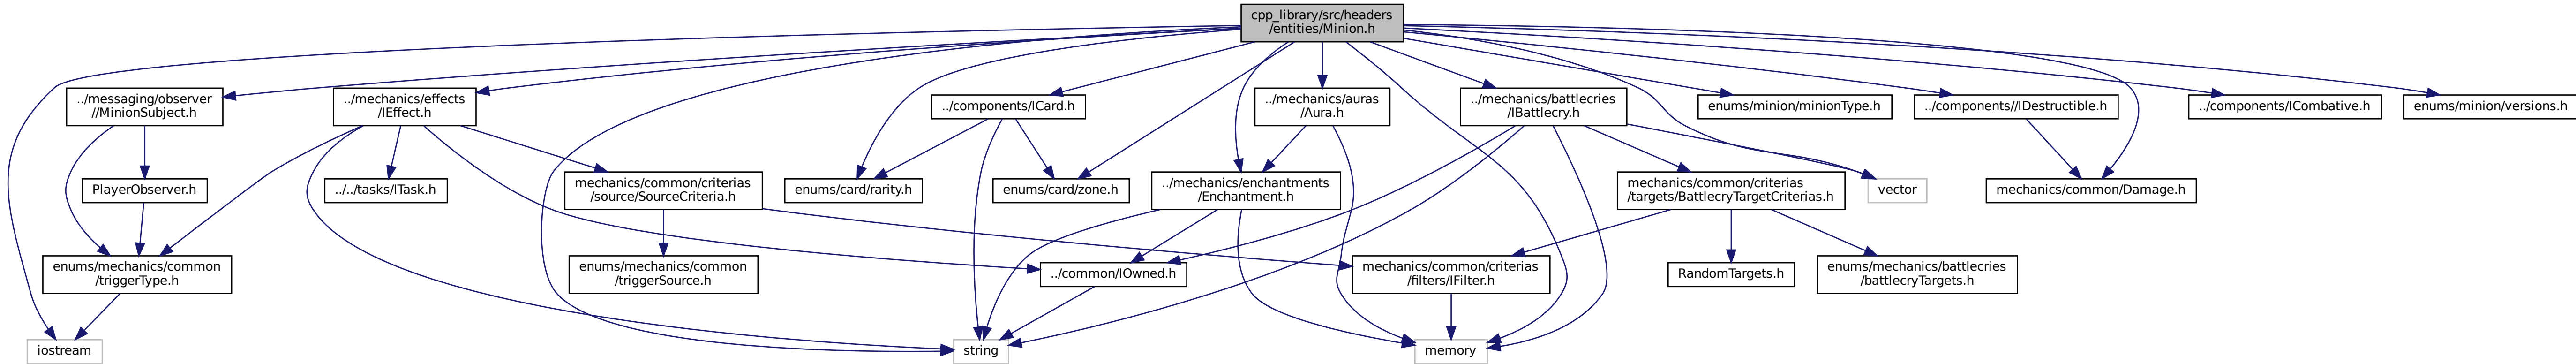 cpp_library/src/headers
/entities/Minion.h
../messaging/observer
//MinionSubject.h
../mechanics/effects
/IEffect.h
../components/ICard.h
../mechanics/auras
/Aura.h
../mechanics/battlecries
/IBattlecry.h
enums/minion/minionType.h
../components//IDestructible.h
../components/ICombative.h
enums/minion/versions.h
PlayerObserver.h
../../tasks/ITask.h
mechanics/common/criterias
/source/SourceCriteria.h
enums/card/rarity.h
enums/card/zone.h
../mechanics/enchantments
/Enchantment.h
mechanics/common/criterias
/targets/BattlecryTargetCriterias.h
vector
mechanics/common/Damage.h
enums/mechanics/common
/triggerType.h
enums/mechanics/common
/triggerSource.h
../common/IOwned.h
mechanics/common/criterias
/filters/IFilter.h
RandomTargets.h
enums/mechanics/battlecries
/battlecryTargets.h
iostream
string
memory